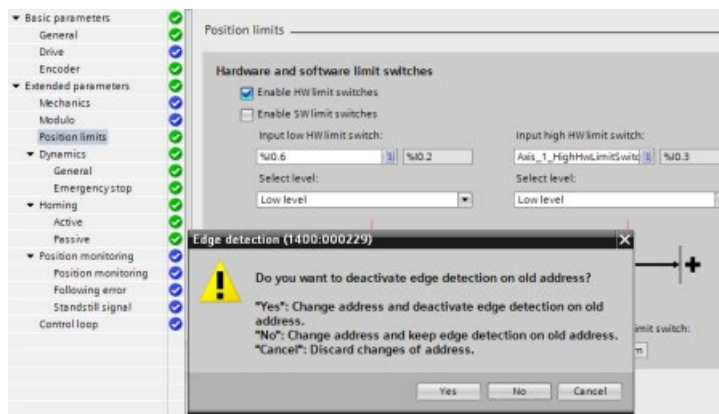 Basic parameters
General
Drive
Encoder
Extended parameters
Mechanics
Modulo
Position limits
Dynamics
General
Emergency stop
Homing
Active
Passive
Position monitoring
Position monitoring
Following error
Standstill signal
Control loop
Position limits
Hardware and software limit switches
Enable HW limit switches
Enable SW limit switches
Input low HW limit switch: Input high HW limit switch:
%I0.6 %I0.2 Axis_1_HighHwLimitSwitc %I0.3
Select level: Select level:
Low level Low level
Edge detection (1400:000229)
Do you want to deactivate edge detection on old address?
"Yes": Change address and deactivate edge detection on old
address.
"No": Change address and keep edge detection on old address.
"Cancel": Discard changes of address.
Yes No Cancel
imit switch: